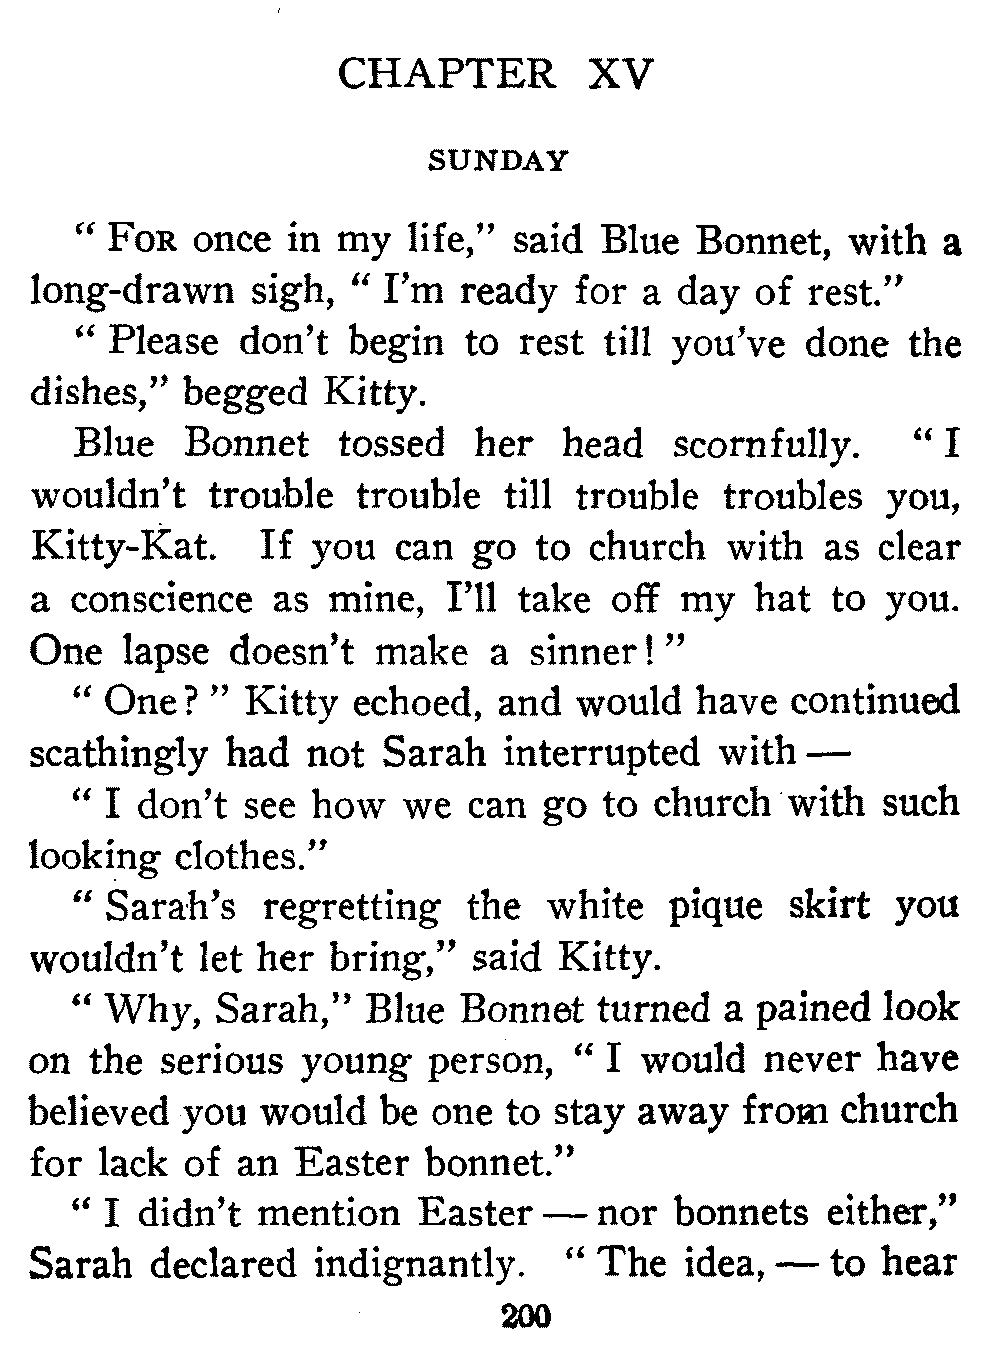 CHAPTER XV
SUNDAY
“ FOR once in my life,” said Blue Bonnet, with a
long-drawn sigh, “ I'm ready for a day of rest.”
“ Please don't begin to rest till you've done the
dishes,” begged Kitty.
Blue Bonnet tossed her head scornfully. “ I
wouldn't trouble trouble till trouble troubles you,
Kitty-Kat. If you can go to church with as clear
a conscience as mine, I'll take off my hat to you.
One lapse doesn't make a sinner! ”
“ One? ” Kitty echoed, and would have continued
scathingly had not Sarah interrupted with —
“ I don't see how we can go to church with such
looking clothes.”
“ Sarah's regretting the white pique skirt you
wouldn't let her bring,” said Kitty.
“ Why, Sarah,” Blue Bonnet turned a pained look
on the serious young person, “ I would never have
believed you would be one to stay away from church
for lack of an Easter bonnet.”
“ I didn't mention Easter — nor bonnets either,”
Sarah declared indignantly. “ The idea, — to hear
200